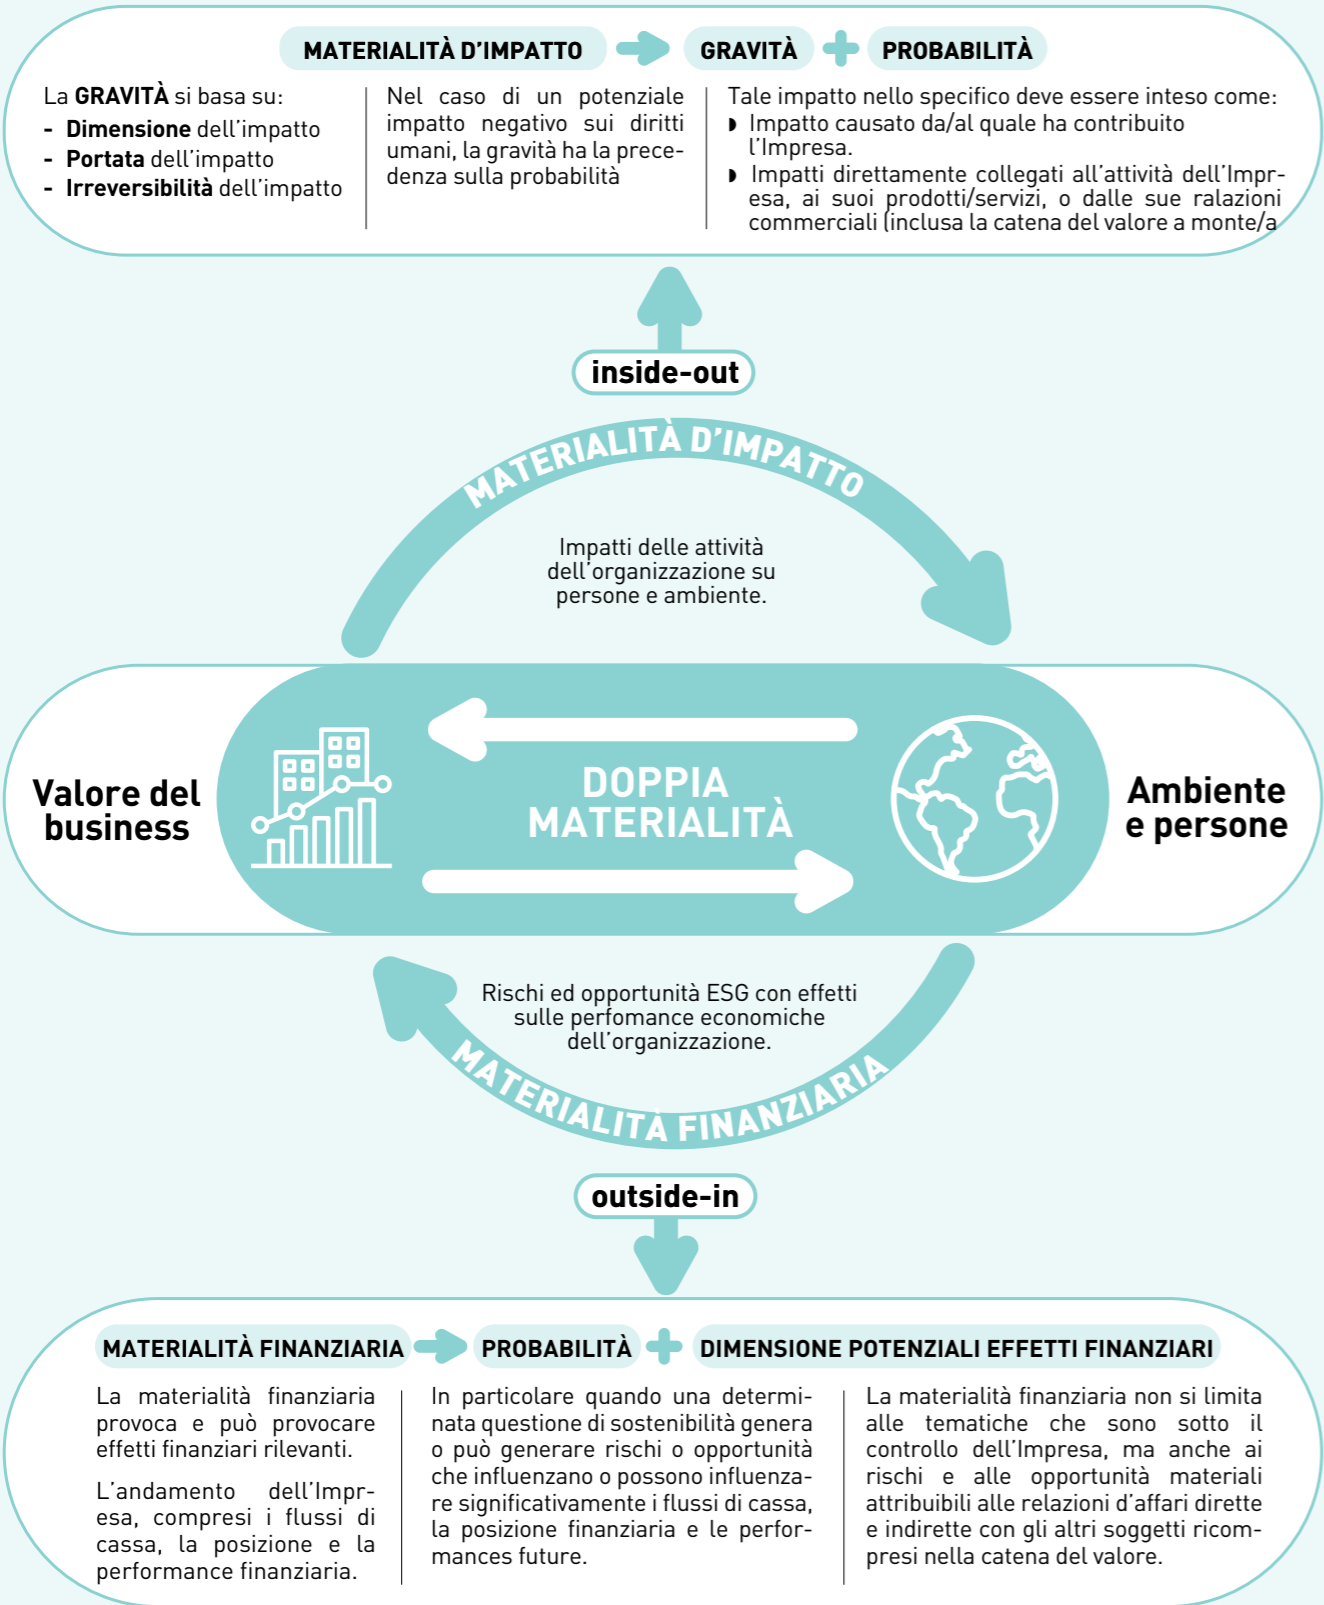 MATERIALITÀ D'IMPATTO
GRAVITÀ
PROBABILITÀ
La GRAVITÀ si basa su:
- Dimensione dell'impatto
- Portata dell'impatto
- Irreversibilità dell'impatto
Nel caso di un potenziale
impatto negativo sui diritti
umani, la gravità ha la prece-
denza sulla probabilità
Tale impatto nello specifico deve essere inteso come:
◗ Impatto causato da/al quale ha contribuito
l'Impresa.
◗ Impatti direttamente collegati all'attività dell'Impr-
esa, ai suoi prodotti/servizi, o dalle sue ralazioni
commerciali (inclusa la catena del valore a monte/a
inside-out
MATERIALITÀ D'IMPATTO
Impatti delle attività
dell'organizzazione su
persone e ambiente.
Valore del
business
DOPPIA
MATERIALITÀ
Ambiente
e persone
Rischi ed opportunità ESG con effetti
sulle perfomance economiche
dell'organizzazione.
MATERIALITÀ FINANZIARIA
outside-in
MATERIALITÀ FINANZIARIA
PROBABILITÀ
DIMENSIONE POTENZIALI EFFETTI FINANZIARI
La materialità finanziaria
provoca e può provocare
effetti finanziari rilevanti.
L'andamento dell'Impr-
esa, compresi i flussi di
cassa, la posizione e la
performance finanziaria.
In particolare quando una determi-
nata questione di sostenibilità genera
o può generare rischi o opportunità
che influenzano o possono influenza-
re significativamente i flussi di cassa,
la posizione finanziaria e le perfor-
mances future.
La materialità finanziaria non si limita
alle tematiche che sono sotto il
controllo dell'Impresa, ma anche ai
rischi e alle opportunità materiali
attribuibili alle relazioni d'affari dirette
e indirette con gli altri soggetti ricom-
presi nella catena del valore.